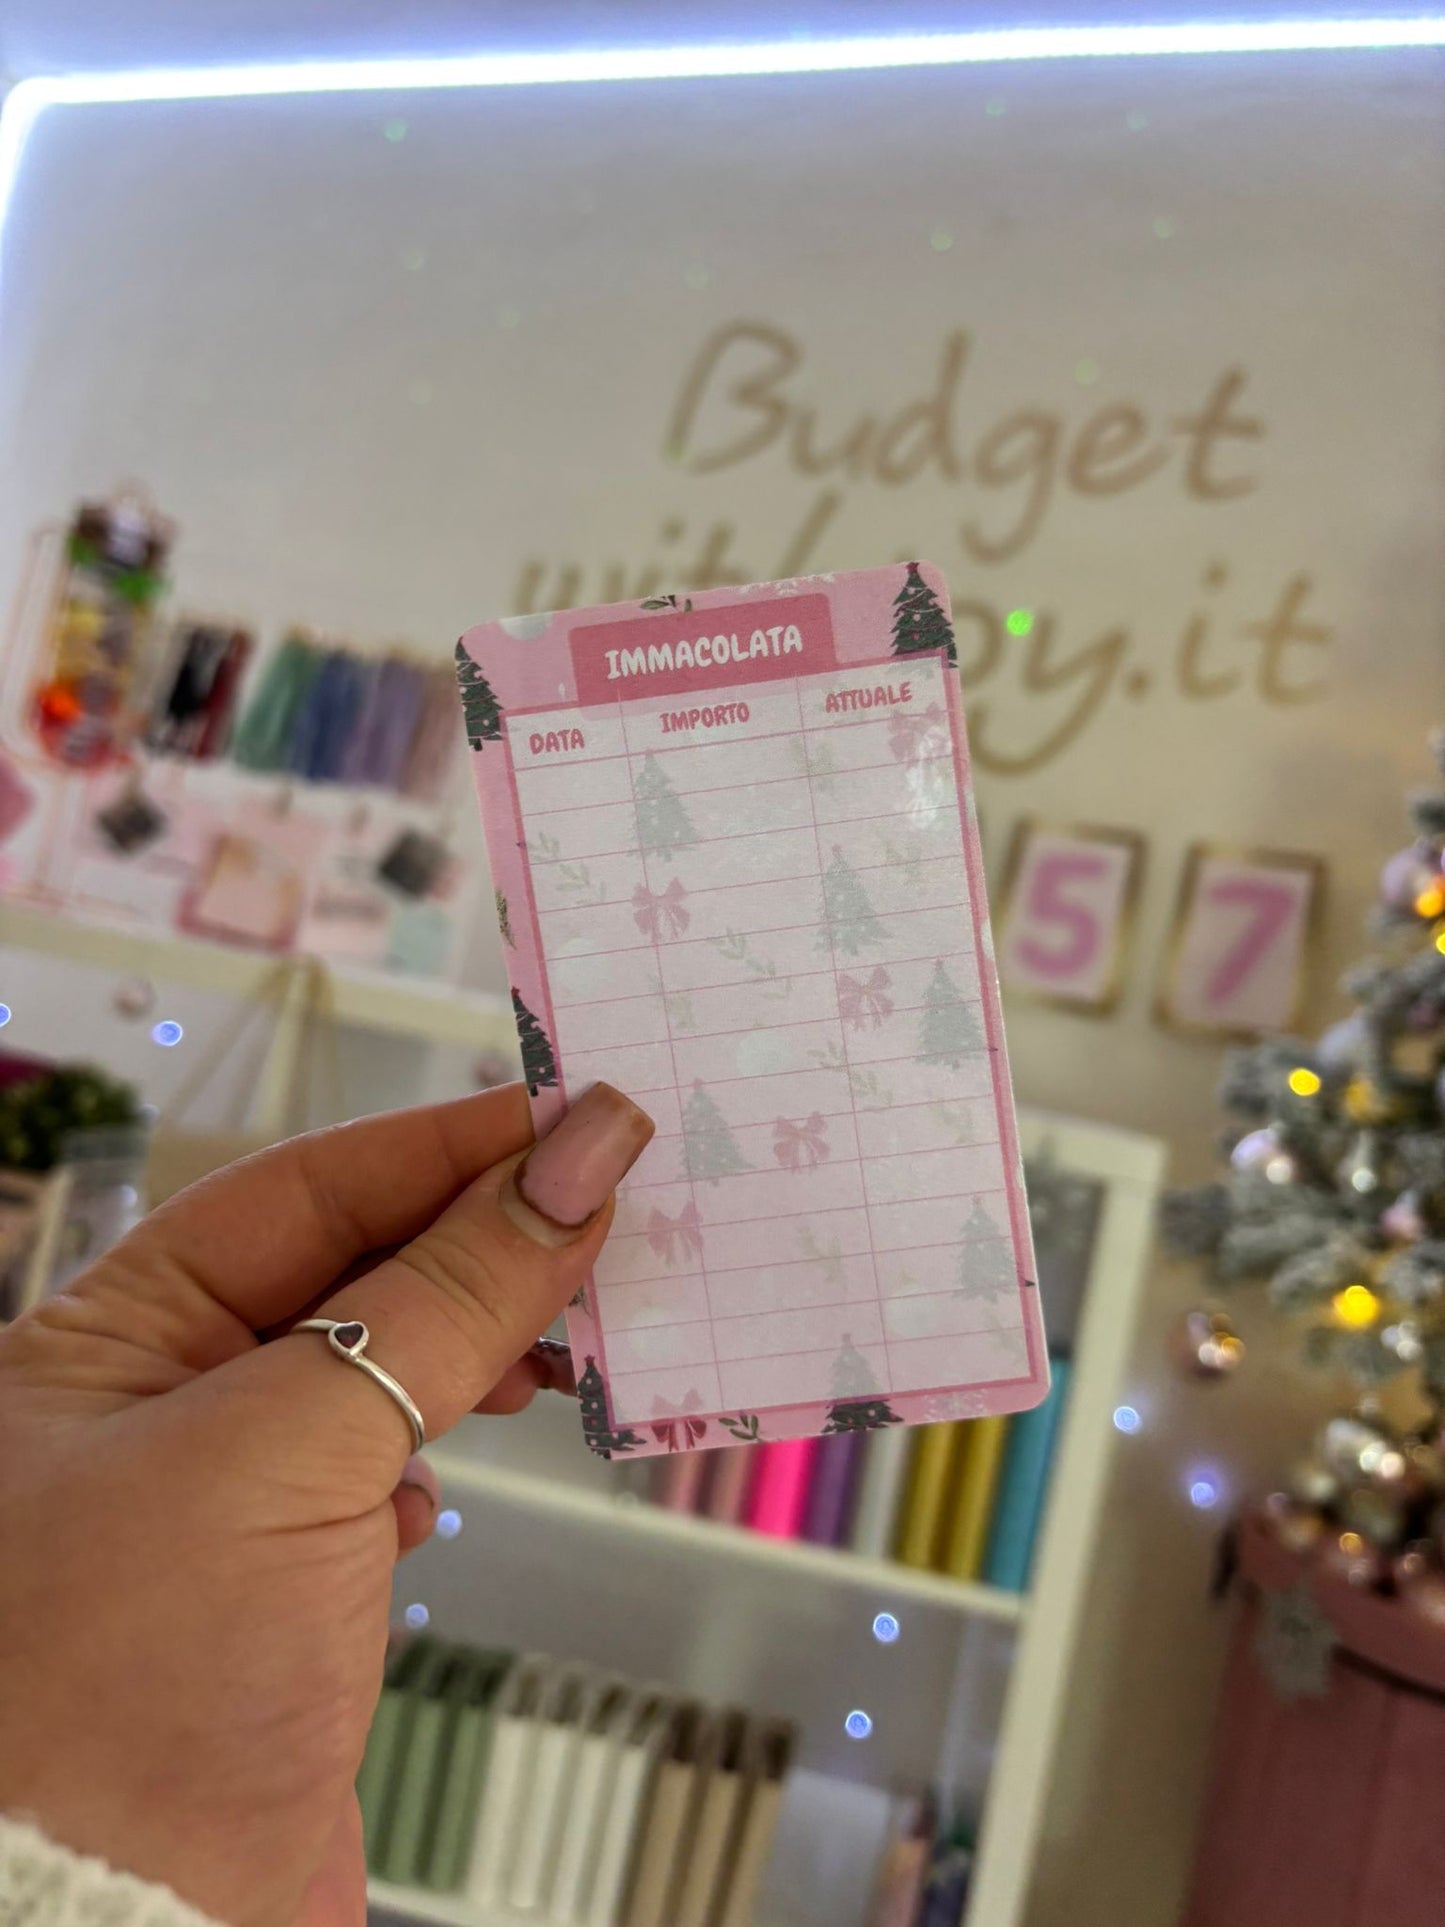 Budget
IMMACOLATA
DATA IMPORTO ATTUALE
5 7